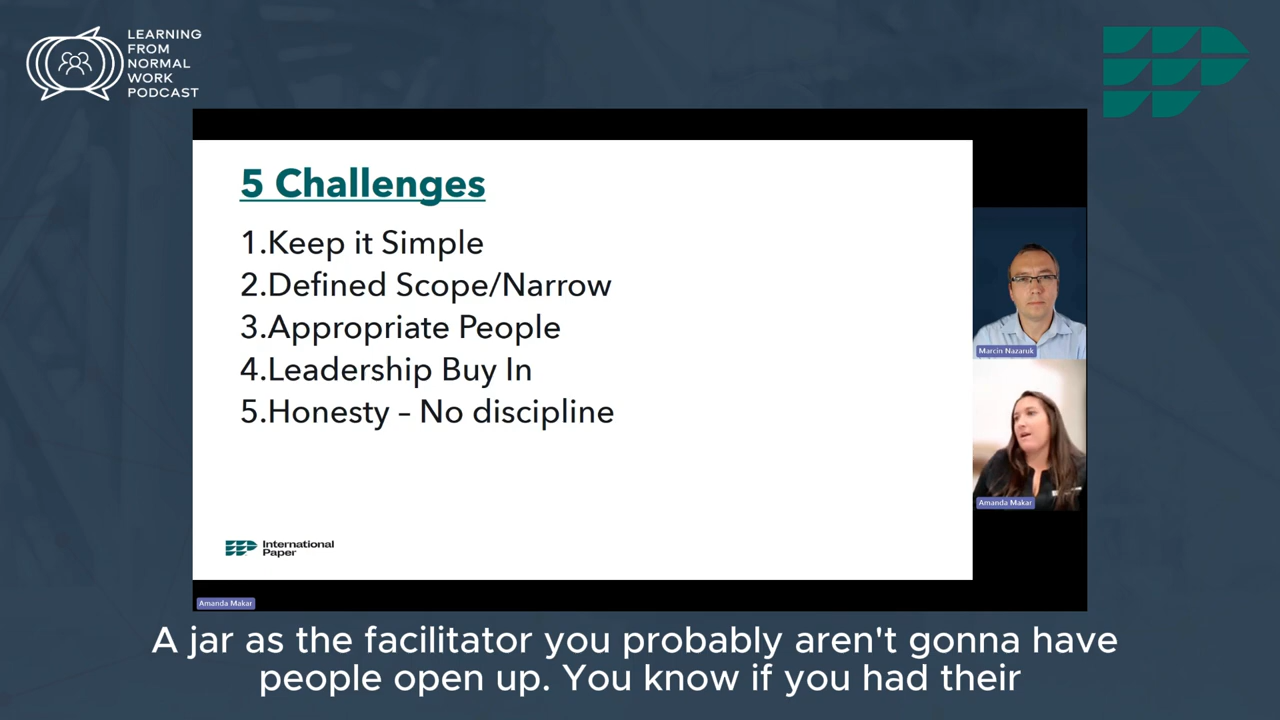 LEARNING
FROM
NORMAL
WORK
PODCAST
5 Challenges
1.Keep it Simple
2.Defined Scope/Narrow
3.Appropriate People
4.Leadership Buy In
5.Honesty – No discipline
International
Paper
Marcin Nazaruk
Amanda Makar
Amanda Makar
A jar as the facilitator you probably aren't gonna have
people open up. You know if you had their